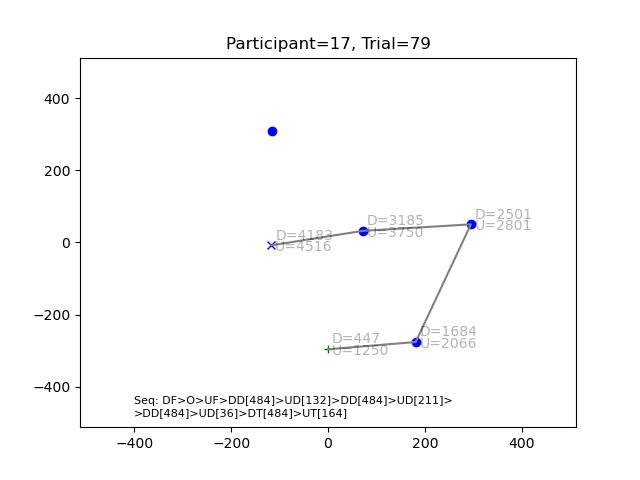 Participant=17, Trial=79
400
200
0
−200
−400
D=3185
U=3750
D=2501
U=2801
D=4183
U=4516
D=1684
U=2066
D=447
U=1250
Seq: DF>O>UF>DD[484]>UD[132]>DD[484]>UD[211]>
>DD[484]>UD[36]>DT[484]>UT[164]
−400 −200 0 200 400